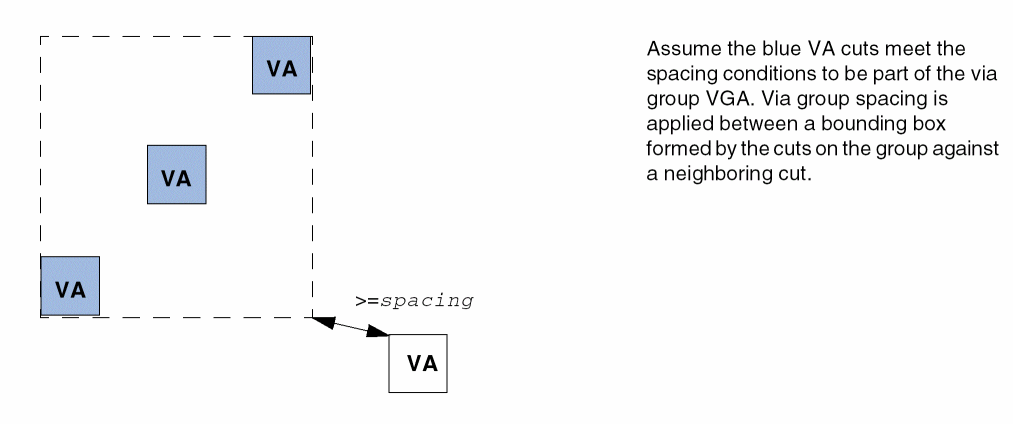 VA
Assume the blue VA cuts meet the
spacing conditions to be part of the via
group VGA. Via group spacing is
applied between a bounding box
formed by the cuts on the group against
a neighboring cut.
VA
VA
>=spacing
VA